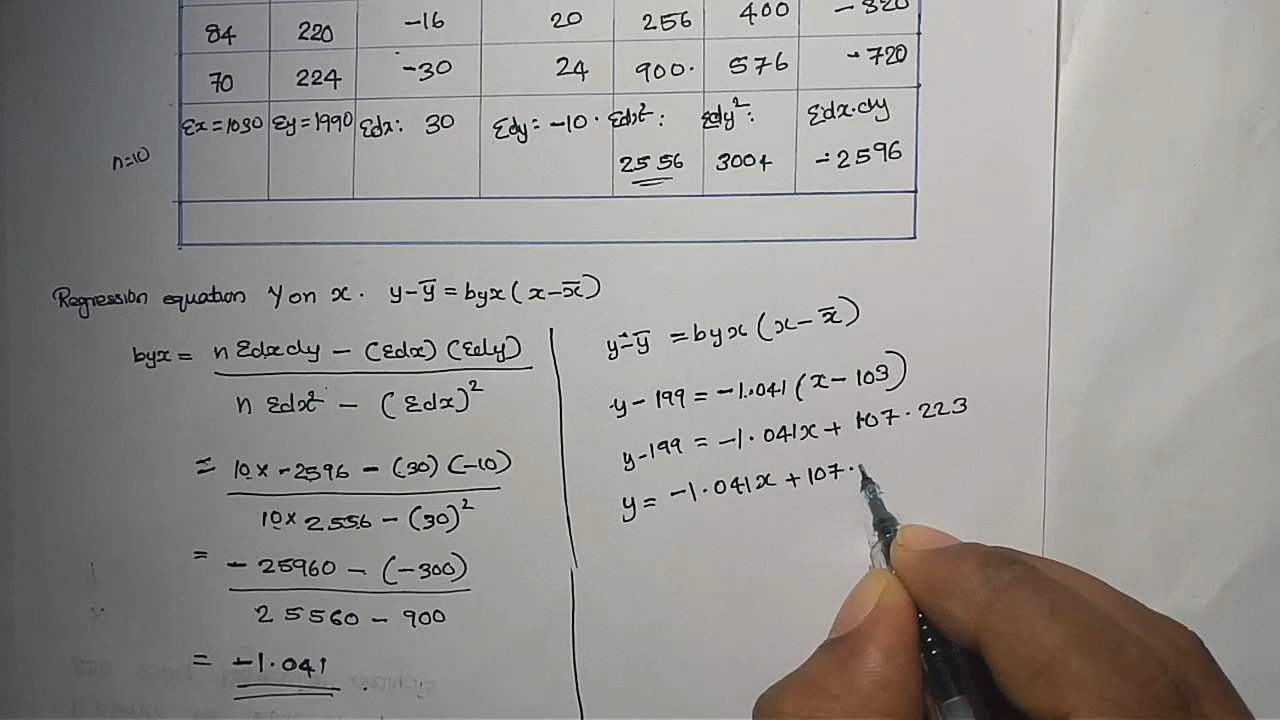 84 220 -16 20 256 400 -320
70 224 -30 24 900. 576 -720
Σx=1030 Σy=1990 Σdx: 30 Σdy=-10. Σdx²: Σdy²: Σdx.dy
n=10 2556 3004 -2596
Regression equation Y on x. y-ȳ = byx(x-x̄)
byx = nΣdxdy - (Σdx)(Σdy) / nΣdx² - (Σdx)²
= 10x-2596-(30)(-10) / 10x2556-(30)²
= -25960-(-300) / 25560-900
= -1.041
y-ȳ = byx(x-x̄)
y-199 = -1.041(x-103)
y-199 = -1.041x+107.223
y = -1.041x+107.